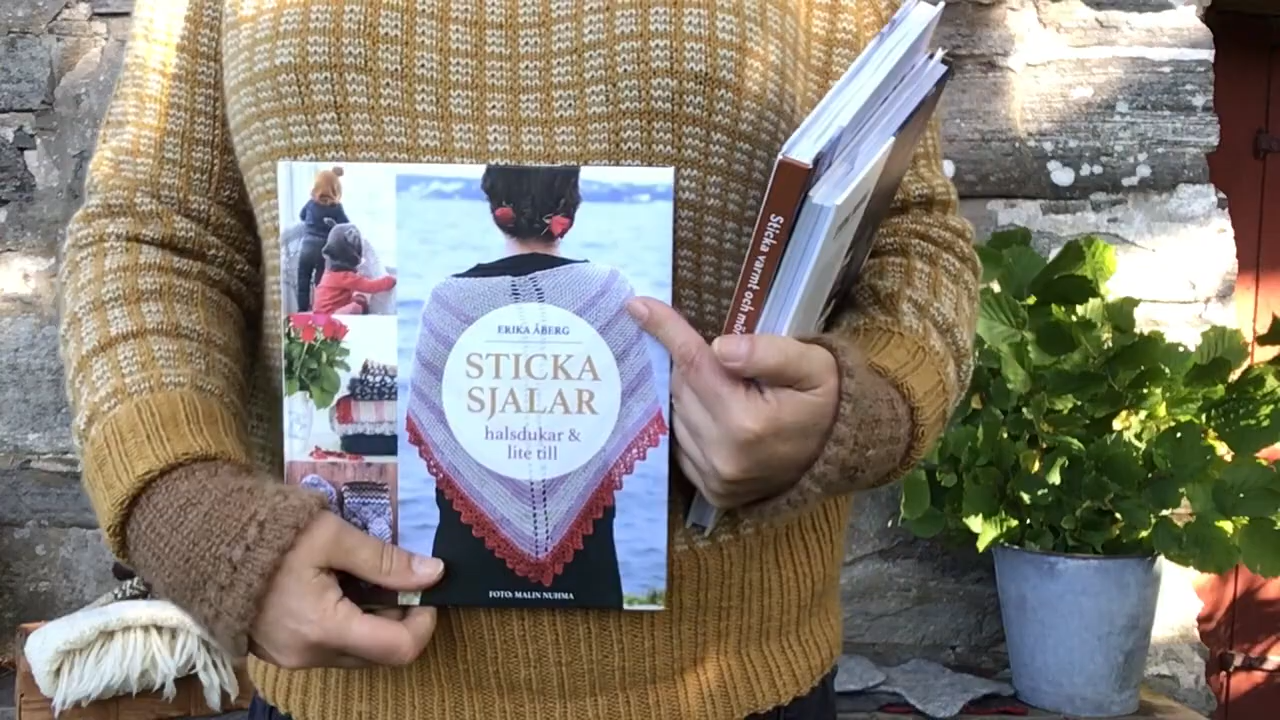 ERIKA ÅBERG
STICKA
SJALAR
halsdukar &
lite till
FOTO: MALIN NUHMA
Sticka varmt och